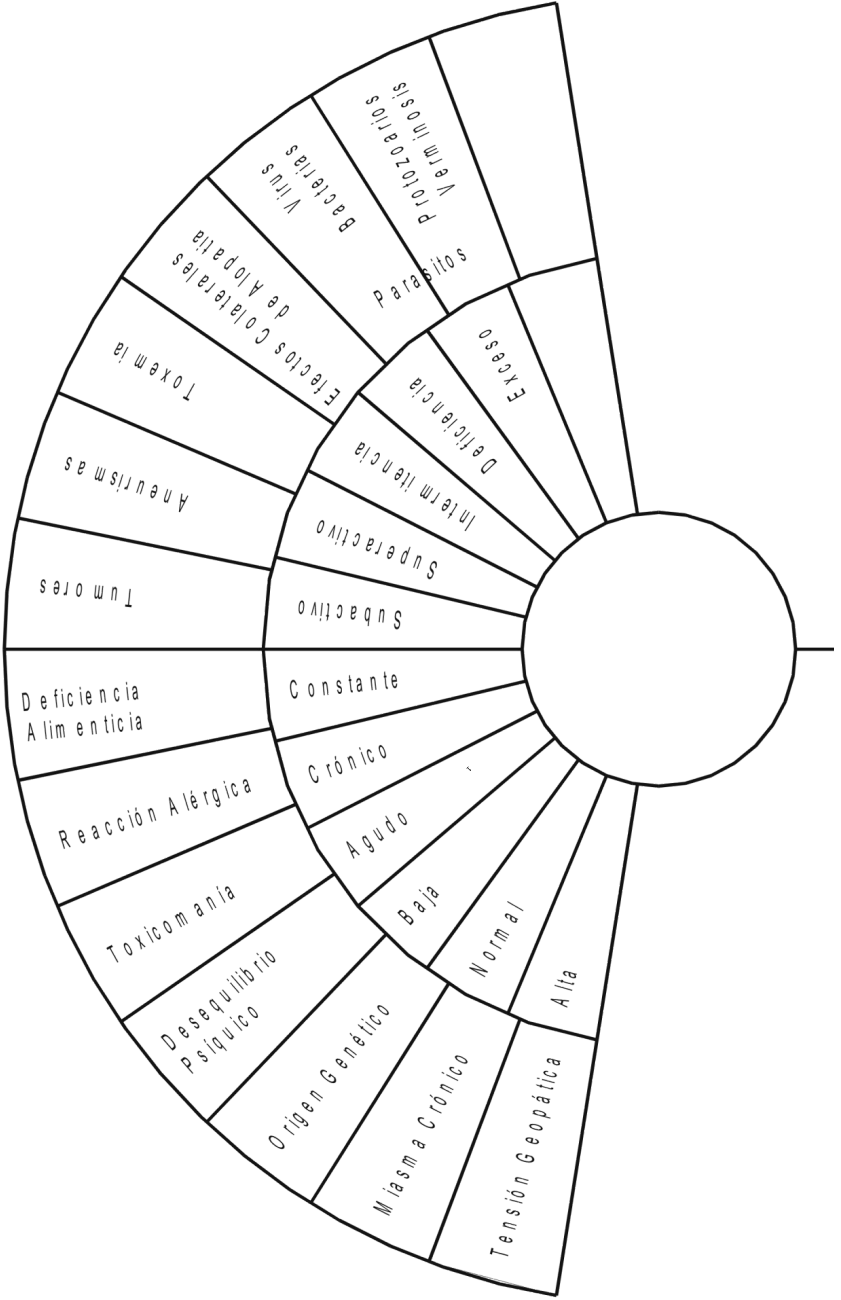 Protozoarios
Verminosis
Virus
Bacterias
Parasitos
Efectos Colaterales
de Alopatia
Toxemia
Aneurismas
Tumores
Deficiencia
Alimenticia
Reacción Alérgica
Toxicomanía
Desequilibrio
Psíquico
Origen Genético
Miasma Crónico
Tensión Geopática
Exceso
Deficiencia
Intermitencia
Superactivo
Subactivo
Constante
Crónico
Agudo
r
Baja
Normal
Alta